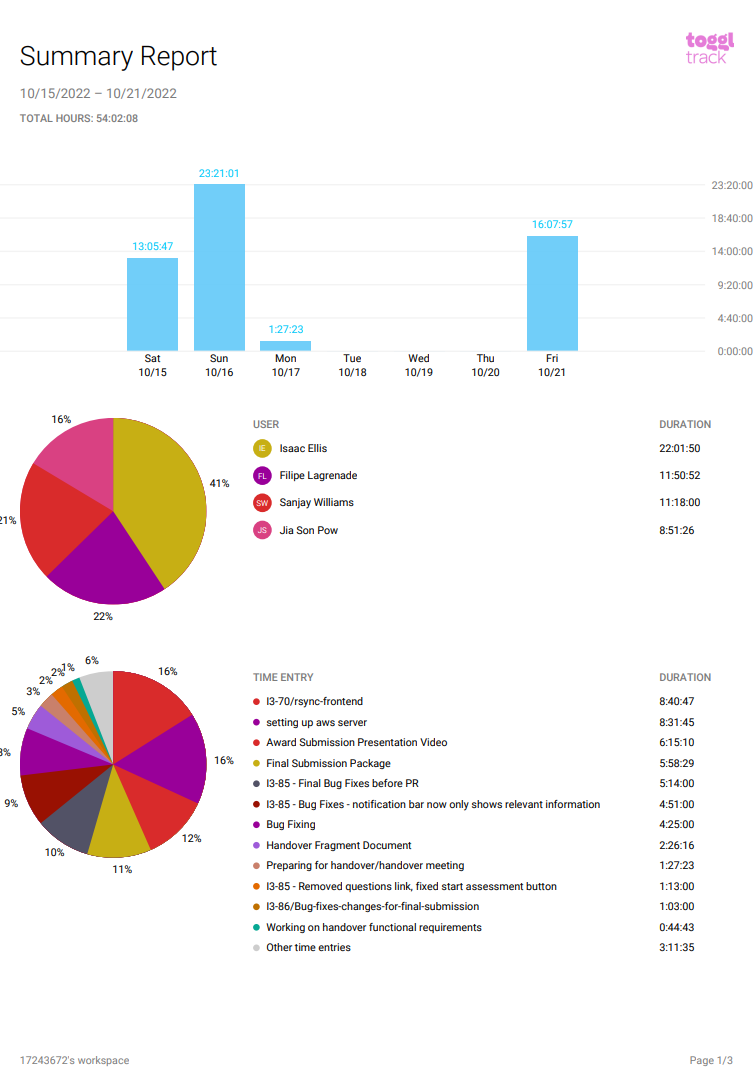 Summary Report
toggl
track
10/15/2022 – 10/21/2022
TOTAL HOURS: 54:02:08
23:21:01
23:20:00
18:40:00
16:07:57
13:05:47
14:00:00
9:20:00
4:40:00
1:27:23
0:00:00
Sat Sun Mon Tue Wed Thu Fri
10/15 10/16 10/17 10/18 10/19 10/20 10/21
16%
41%
21%
22%
USER DURATION
IE Isaac Ellis 22:01:50
FL Filipe Lagrenade 11:50:52
SW Sanjay Williams 11:18:00
JS Jia Son Pow 8:51:26
6%
1%
2%
2%
3%
5%
8%
9%
10%
11%
12%
16%
16%
TIME ENTRY DURATION
I3-70/rsync-frontend 8:40:47
setting up aws server 8:31:45
Award Submission Presentation Video 6:15:10
Final Submission Package 5:58:29
I3-85 - Final Bug Fixes before PR 5:14:00
I3-85 - Bug Fixes - notification bar now only shows relevant information 4:51:00
Bug Fixing 4:25:00
Handover Fragment Document 2:26:16
Preparing for handover/handover meeting 1:27:23
I3-85 - Removed questions link, fixed start assessment button 1:13:00
I3-86/Bug-fixes-changes-for-final-submission 1:03:00
Working on handover functional requirements 0:44:43
Other time entries 3:11:35
17243672's workspace
Page 1/3